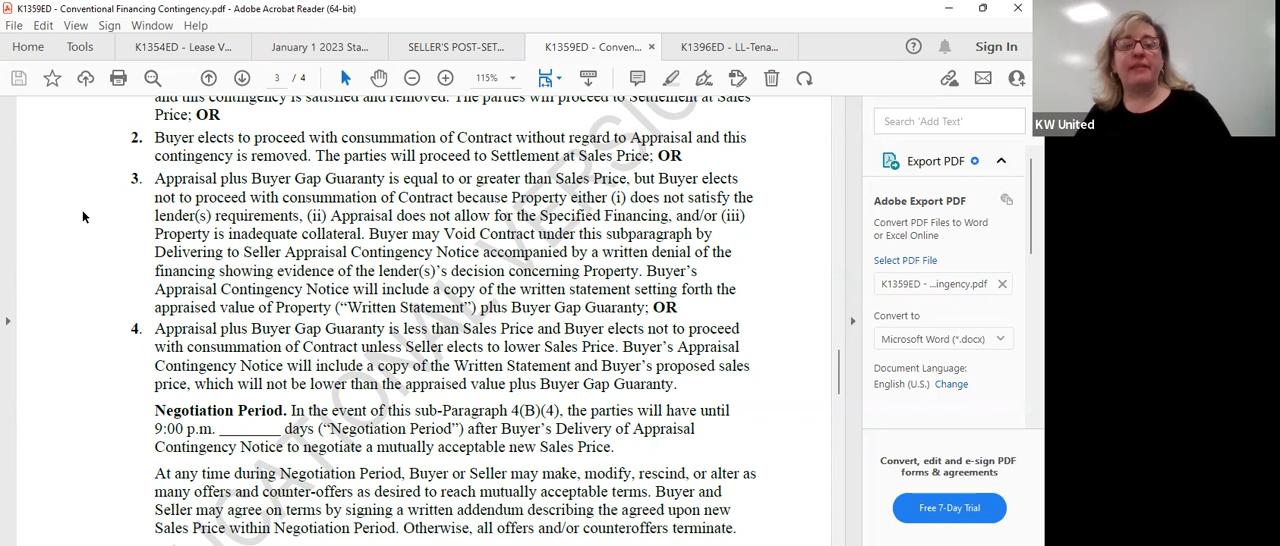 K1359ED - Conventional Financing Contingency.pdf - Adobe Acrobat Reader (64-bit)
File Edit View Sign Window Help
Home Tools K1354ED - Lease V... January 1 2023 Sta... SELLER'S POST-SET... K1359ED - Conven... × K1396ED - LL-Tena... Sign In
3 / 4 115%
Search 'Add Text'
Export PDF
Adobe Export PDF
Convert PDF Files to Word
or Excel Online
Select PDF File
K1359ED - ...ingency.pdf
Convert to
Microsoft Word (*.docx)
Document Language:
English (U.S.) Change
Convert, edit and e-sign PDF
forms & agreements
Free 7-Day Trial
KW United
and this contingency is satisfied and removed. The parties will proceed to Settlement at Sales
Price; OR
2. Buyer elects to proceed with consummation of Contract without regard to Appraisal and this
contingency is removed. The parties will proceed to Settlement at Sales Price; OR
3. Appraisal plus Buyer Gap Guaranty is equal to or greater than Sales Price, but Buyer elects
not to proceed with consummation of Contract because Property either (i) does not satisfy the
lender(s) requirements, (ii) Appraisal does not allow for the Specified Financing, and/or (iii)
Property is inadequate collateral. Buyer may Void Contract under this subparagraph by
Delivering to Seller Appraisal Contingency Notice accompanied by a written denial of the
financing showing evidence of the lender(s)'s decision concerning Property. Buyer's
Appraisal Contingency Notice will include a copy of the written statement setting forth the
appraised value of Property ("Written Statement") plus Buyer Gap Guaranty; OR
4. Appraisal plus Buyer Gap Guaranty is less than Sales Price and Buyer elects not to proceed
with consummation of Contract unless Seller elects to lower Sales Price. Buyer's Appraisal
Contingency Notice will include a copy of the Written Statement and Buyer's proposed sales
price, which will not be lower than the appraised value plus Buyer Gap Guaranty.
Negotiation Period. In the event of this sub-Paragraph 4(B)(4), the parties will have until
9:00 p.m. ________ days ("Negotiation Period") after Buyer's Delivery of Appraisal
Contingency Notice to negotiate a mutually acceptable new Sales Price.
At any time during Negotiation Period, Buyer or Seller may make, modify, rescind, or alter as
many offers and counter-offers as desired to reach mutually acceptable terms. Buyer and
Seller may agree on terms by signing a written addendum describing the agreed upon new
Sales Price within Negotiation Period. Otherwise, all offers and/or counteroffers terminate.